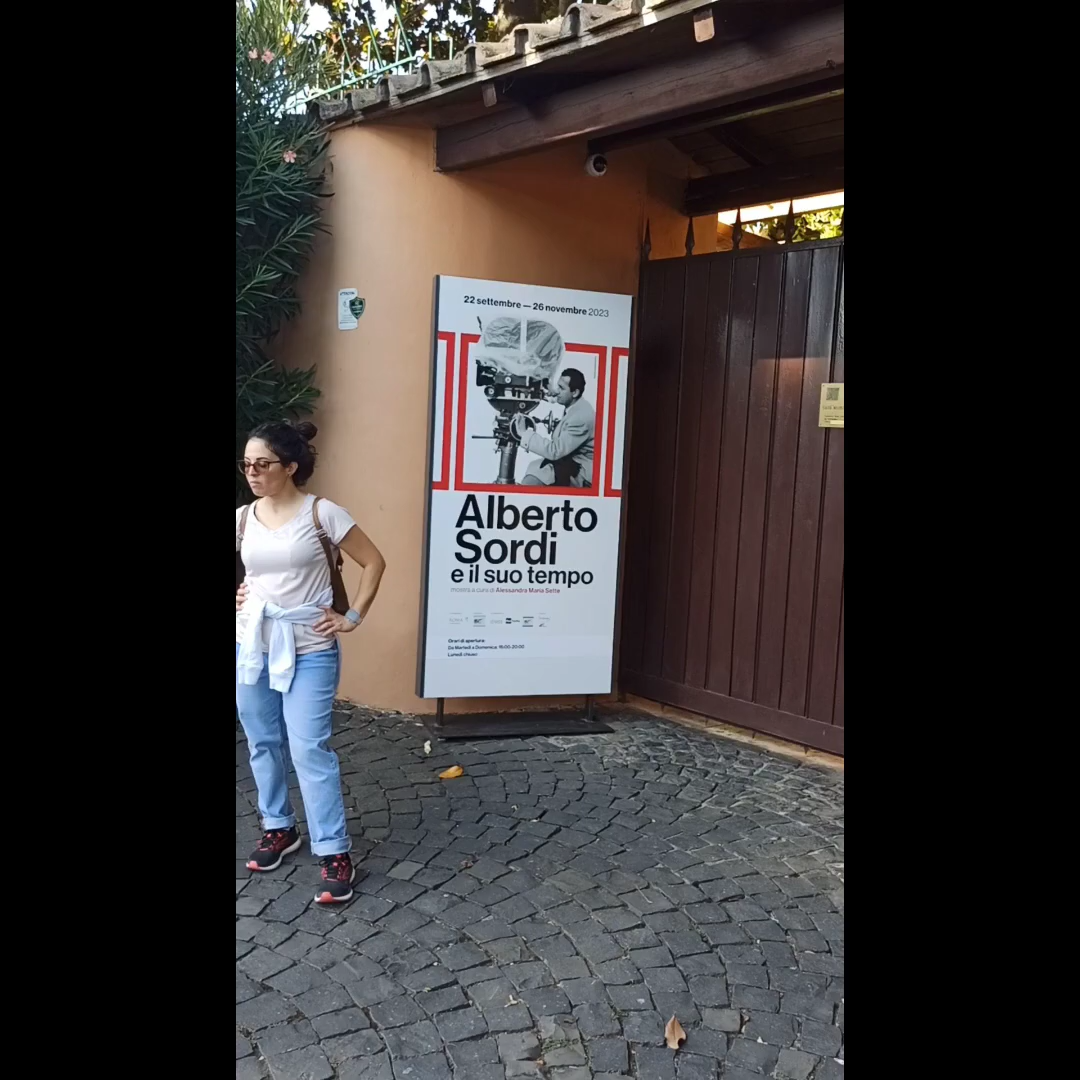 22 settembre — 26 novembre 2023
Alberto
Sordi
e il suo tempo
mostra a cura di Alessandra Maria Sette
Orari di apertura
Da Martedì a Domenica: 15:00-20:00
Lunedì chiuso